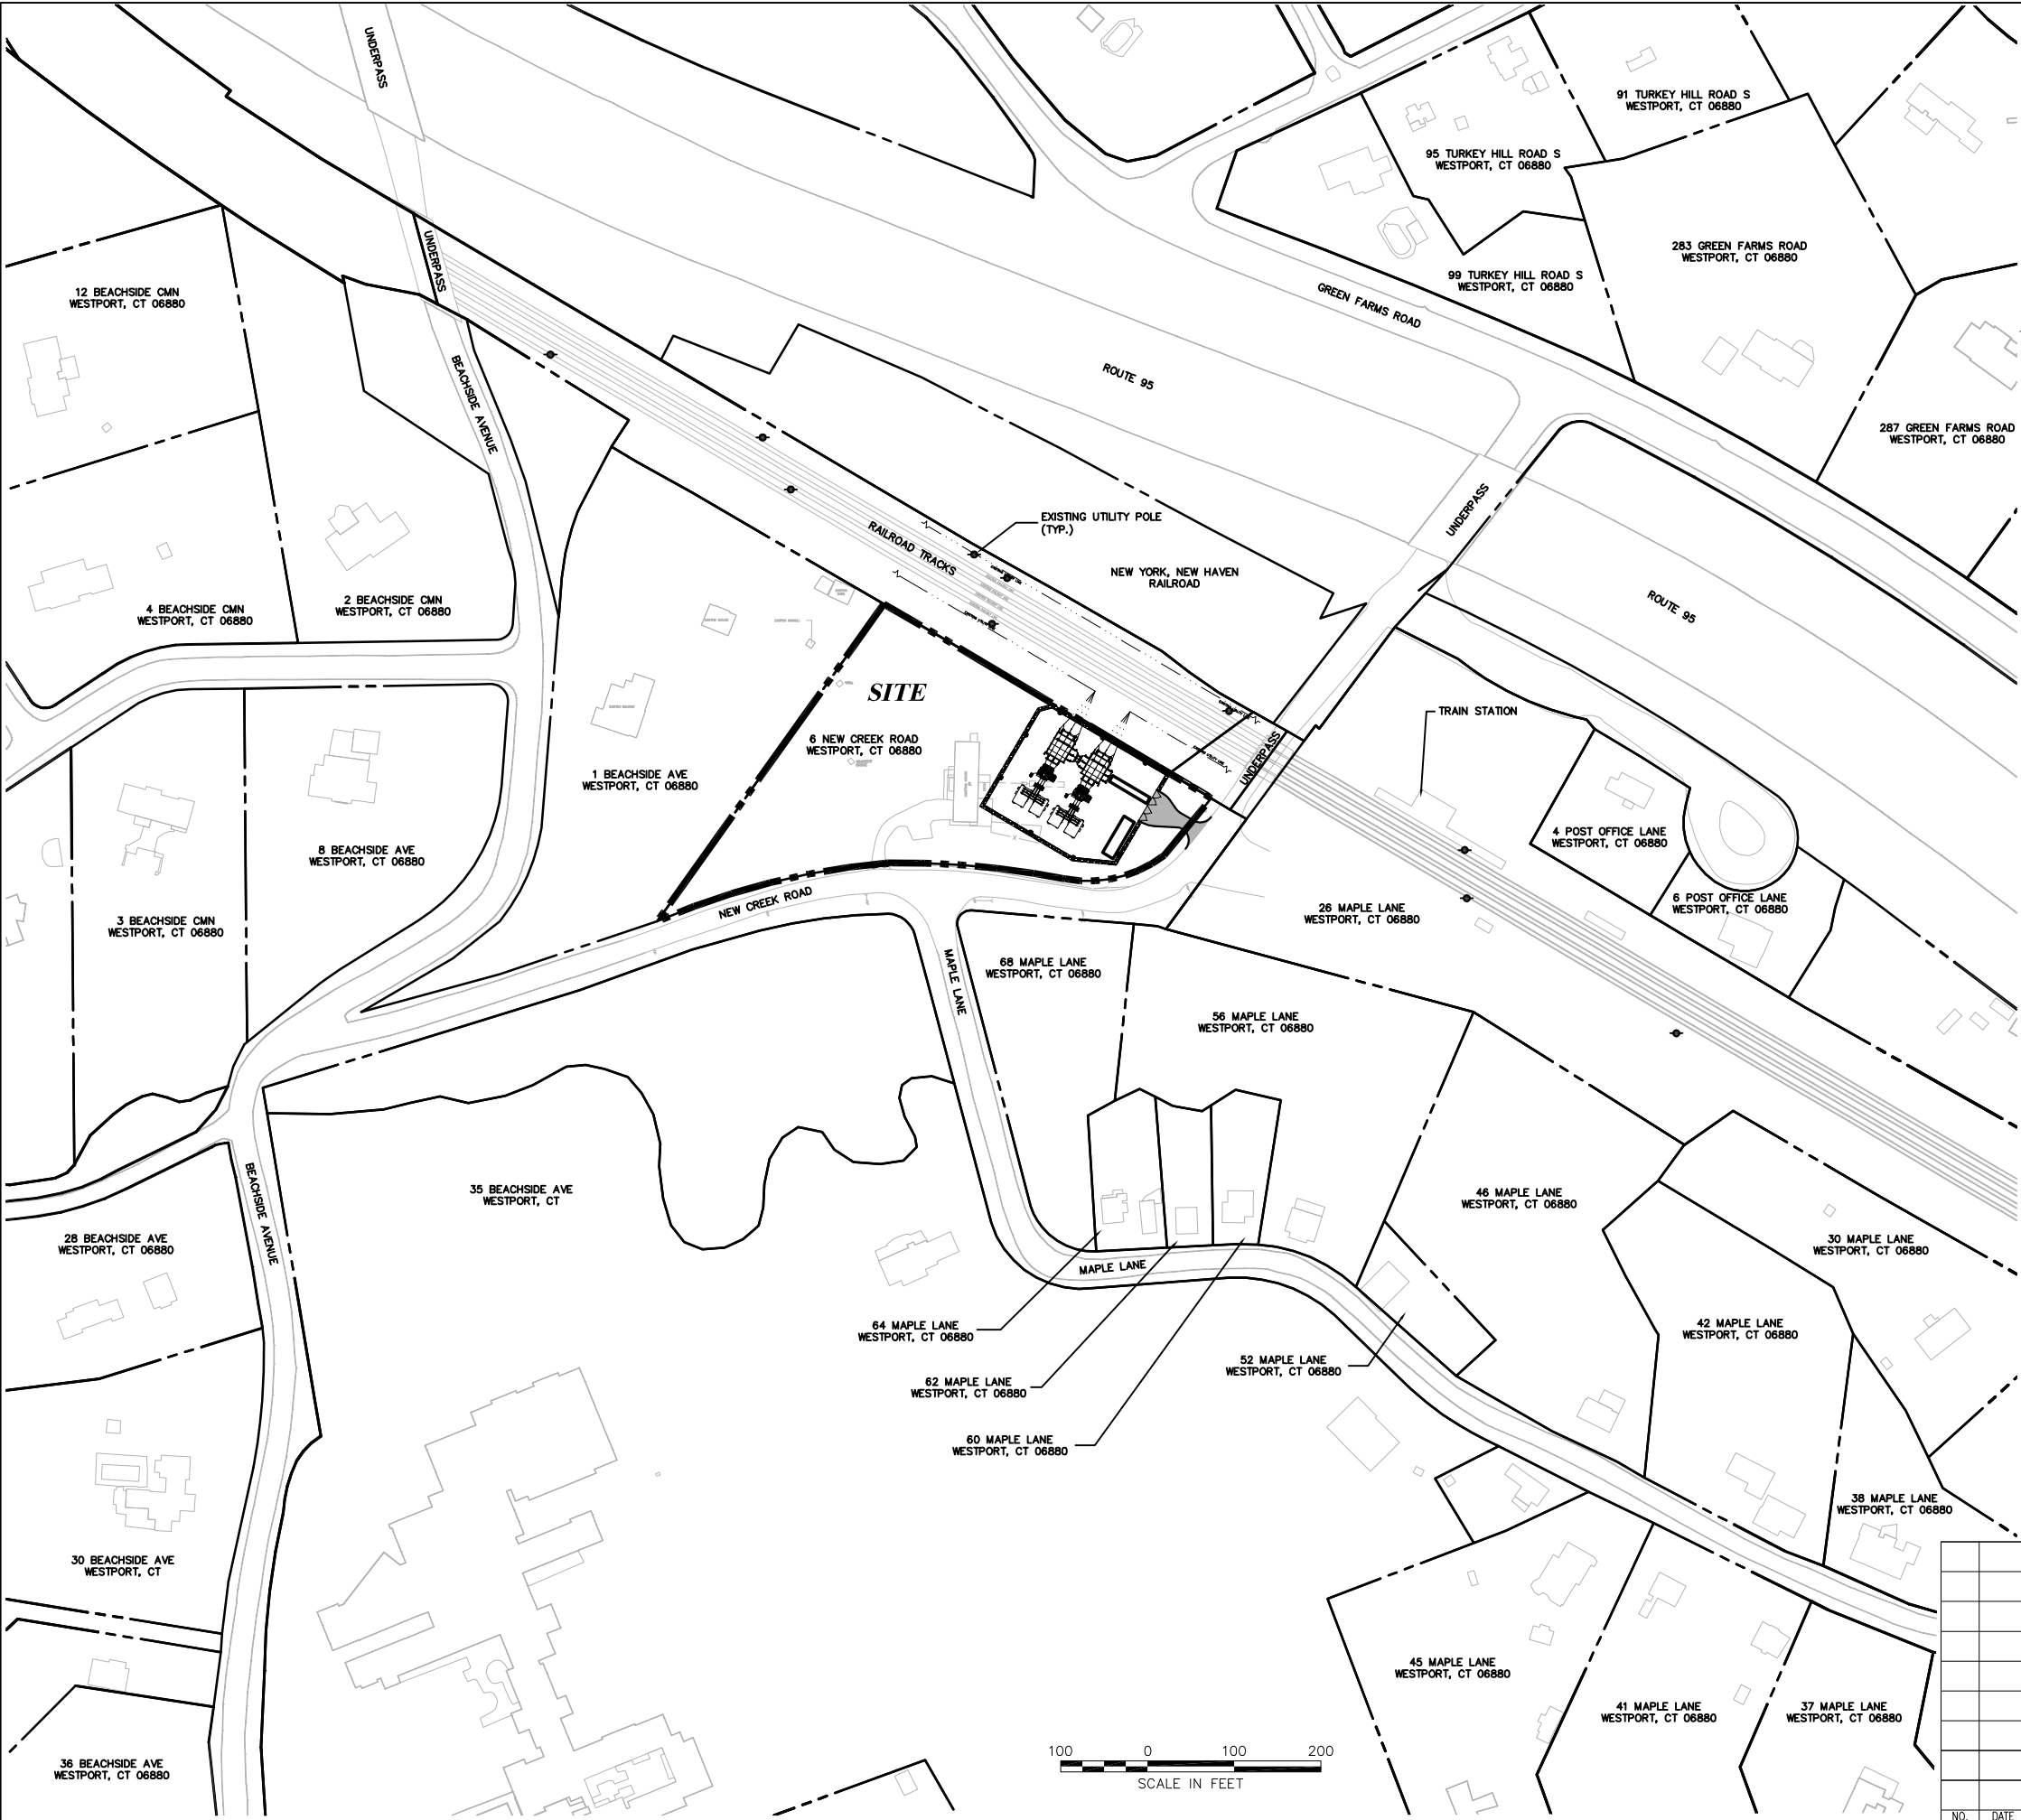 UNDERPASS
91 TURKEY HILL ROAD S
WESTPORT, CT 06880
95 TURKEY HILL ROAD S
WESTPORT, CT 06880
283 GREEN FARMS ROAD
WESTPORT, CT 06880
99 TURKEY HILL ROAD S
WESTPORT, CT 06880
UNDERPASS
12 BEACHSIDE CMN
WESTPORT, CT 06880
GREEN FARMS ROAD
ROUTE 95
BEACHSIDE AVENUE
287 GREEN FARMS ROAD
WESTPORT, CT 06880
UNDERPASS
EXISTING UTILITY POLE
(TYP.)
RAILROAD TRACKS
NEW YORK, NEW HAVEN
RAILROAD
ROUTE 95
4 BEACHSIDE CMN
WESTPORT, CT 06880
2 BEACHSIDE CMN
WESTPORT, CT 06880
SITE
TRAIN STATION
6 NEW CREEK ROAD
WESTPORT, CT 06880
UNDERPASS
1 BEACHSIDE AVE
WESTPORT, CT 06880
4 POST OFFICE LANE
WESTPORT, CT 06880
8 BEACHSIDE AVE
WESTPORT, CT 06880
NEW CREEK ROAD
6 POST OFFICE LANE
WESTPORT, CT 06880
26 MAPLE LANE
WESTPORT, CT 06880
3 BEACHSIDE CMN
WESTPORT, CT 06880
MAPLE LANE
68 MAPLE LANE
WESTPORT, CT 06880
56 MAPLE LANE
WESTPORT, CT 06880
35 BEACHSIDE AVE
WESTPORT, CT
46 MAPLE LANE
WESTPORT, CT 06880
BEACHSIDE AVENUE
28 BEACHSIDE AVE
WESTPORT, CT 06880
30 MAPLE LANE
WESTPORT, CT 06880
MAPLE LANE
64 MAPLE LANE
WESTPORT, CT 06880
42 MAPLE LANE
WESTPORT, CT 06880
52 MAPLE LANE
WESTPORT, CT 06880
62 MAPLE LANE
WESTPORT, CT 06880
60 MAPLE LANE
WESTPORT, CT 06880
38 MAPLE LANE
WESTPORT, CT 06880
30 BEACHSIDE AVE
WESTPORT, CT
45 MAPLE LANE
WESTPORT, CT 06880
41 MAPLE LANE
WESTPORT, CT 06880
37 MAPLE LANE
WESTPORT, CT 06880
36 BEACHSIDE AVE
WESTPORT, CT 06880
100 0 100 200
SCALE IN FEET
NO. DATE